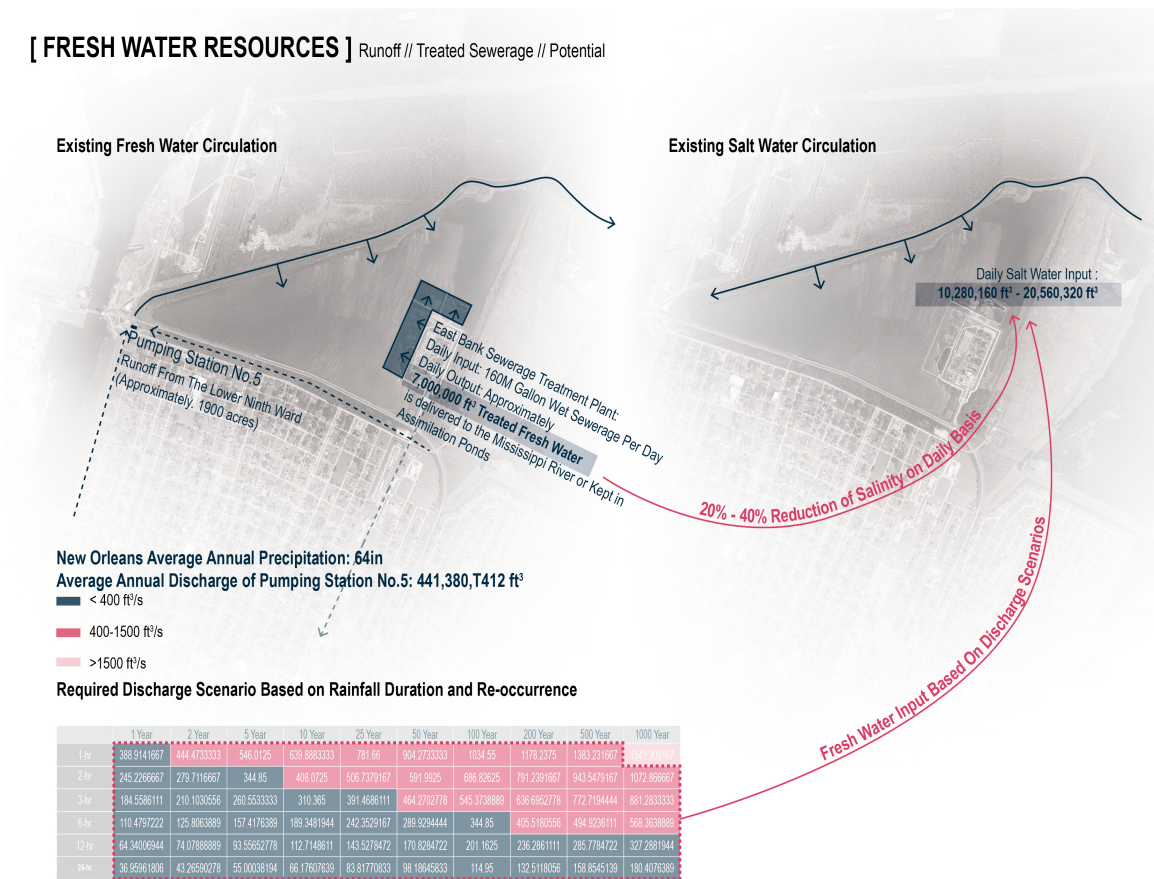 [ FRESH WATER RESOURCES ] Runoff // Treated Sewerage // Potential
Existing Fresh Water Circulation
Existing Salt Water Circulation
Daily Salt Water Input :
10,280,160 ft³ - 20,560,320 ft³
Pumping Station No.5
Runoff From The Lower Ninth Ward
(Approximately. 1900 acres)
East Bank Sewerage Treatment Plant:
Daily Input: 160M Gallon Wet Sewerage Per Day
Daily Output: Approximately
7,000,000 ft³ Treated Fresh Water
is delivered to the Mississippi River or Kept in
Assimilation Ponds
20% - 40% Reduction of Salinity on Daily Basis
Fresh Water Input Based On Discharge Scenarios
New Orleans Average Annual Precipitation: 64in
Average Annual Discharge of Pumping Station No.5: 441,380,T412 ft³
< 400 ft³/s
400-1500 ft³/s
>1500 ft³/s
Required Discharge Scenario Based on Rainfall Duration and Re-occurrence
1 Year 2 Year 5 Year 10 Year 25 Year 50 Year 100 Year 200 Year 500 Year 1000 Year
1-hr 388.9141667 444.4733333 546.0125 639.8883333 781.66 904.2733333 1034.55 1178.2375 1383.231667
2-hr 245.2266667 279.7116667 344.85 408.0725 506.7379167 591.9925 686.82625 791.2391667 943.5479167 1072.866667
3-hr 184.5586111 210.1030556 260.5533333 310.365 391.4686111 464.2702778 545.3738889 636.6952778 772.7194444 881.2833333
6-hr 110.4797222 125.8063889 157.4176389 189.3481944 242.3529167 289.9294444 344.85 405.5180556 494.9236111 568.3638889
12-hr 64.34006944 74.07888889 93.55652778 112.7148611 143.5278472 170.8284722 201.1625 236.2861111 285.7784722 327.2881944
24-hr 36.95961806 43.26590278 55.00038194 66.17607639 83.81770833 98.18645833 114.95 132.5118056 158.8545139 180.4076389